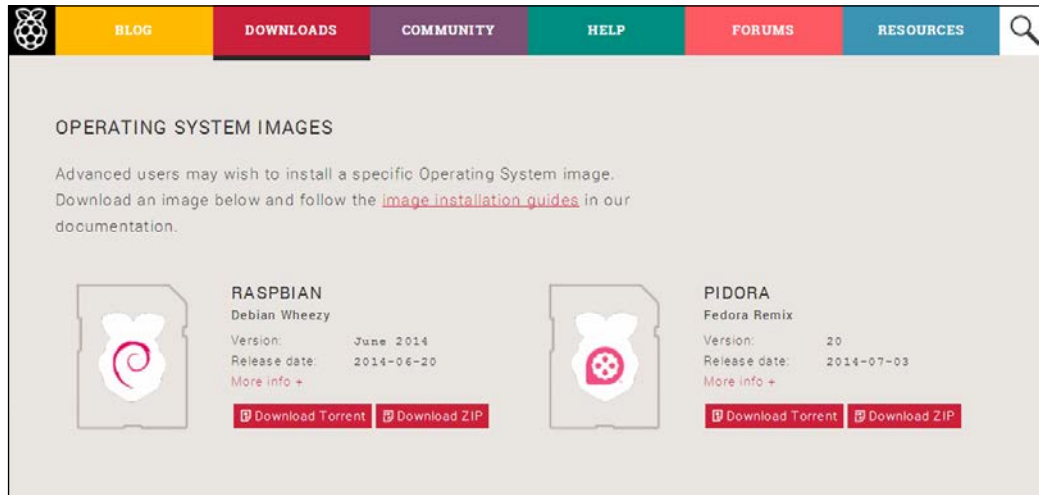 BLOG DOWNLOADS COMMUNITY HELP FORUMS RESOURCES
OPERATING SYSTEM IMAGES
Advanced users may wish to install a specific Operating System image.
Download an image below and follow the image installation guides in our
documentation.
RASPBIAN
Debian Wheezy
Version: June 2014
Release date: 2014-06-20
More info +
Download Torrent Download ZIP
PIDORA
Fedora Remix
Version: 20
Release date: 2014-07-03
More info +
Download Torrent Download ZIP